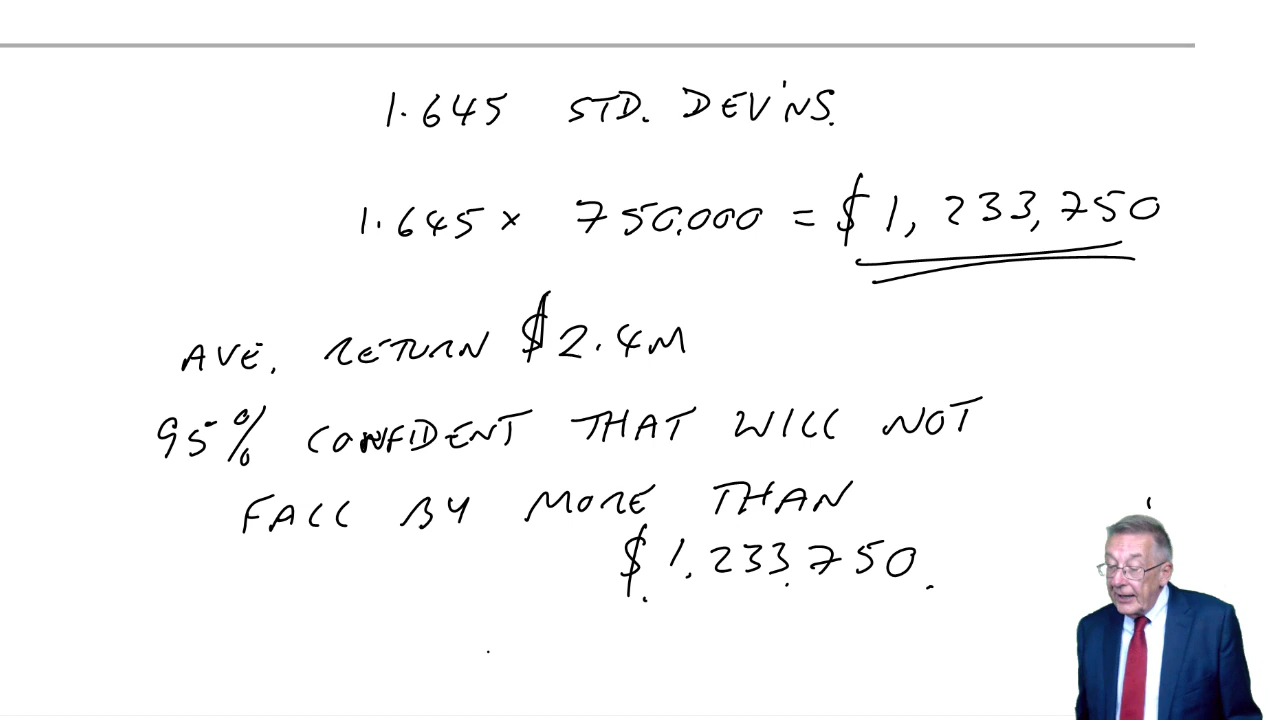 1.645 STD. DEV'NS.
1.645 × 750,000 = $1,233,750
AVE. RETURN $2.4M
95% CONFIDENT THAT WILL NOT
FALL BY MORE THAN
$1,233,750.